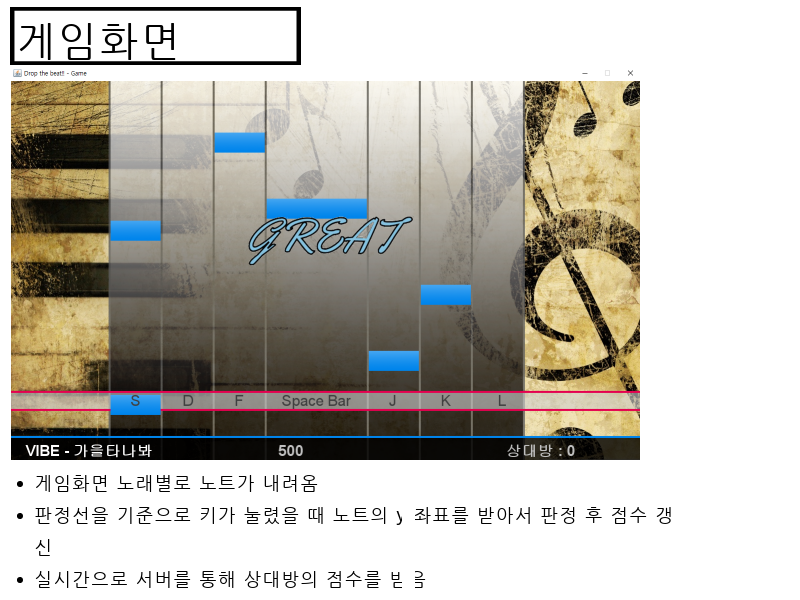 게임화면
Drop the beat!! - Game
GREAT
S D F Space Bar J K L
VIBE - 가을타나봐 500 상대방 : 0
• 게임화면 노래별로 노트가 내려옴
• 판정선을 기준으로 키가 눌렸을 때 노트의 y 좌표를 받아서 판정 후 점수 갱
신
• 실시간으로 서버를 통해 상대방의 점수를 받음